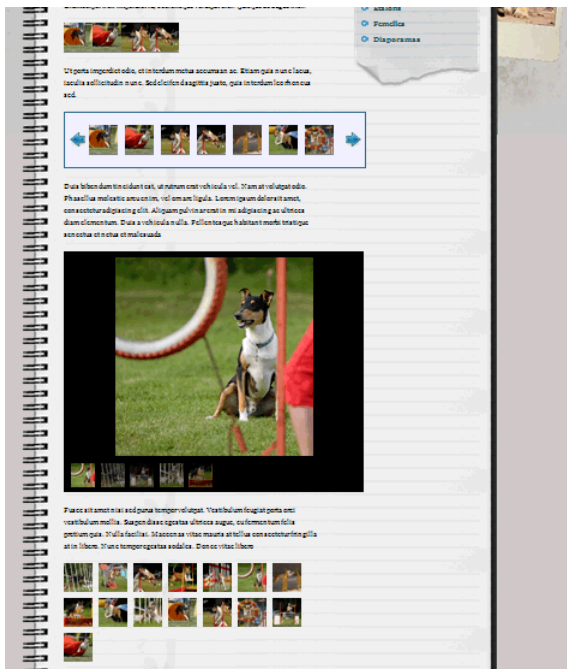 Etalons
Femelles
Diaporamas
Ut porta imperdiet odio, et interdum metus accumsan ac. Etiam quis nunc lacus,
iaculis sollicitudin nunc. Sed eleifend sagittis justo, quis interdum leo rhoncus
sed.
Duis bibendum tincidunt est, ut rutrum erat vehicula vel. Nam at volutpat odio.
Phasellus molestie arcu enim, vel ornare ligula. Lorem ipsum dolor sit amet,
consectetur adipiscing elit. Aliquam pulvinar erat in mi adipiscing ac ultrices
diam elementum. Duis a vehicula nulla. Pellentesque habitant morbi tristique
senectus et netus et malesuada
Fusce sit amet nisi sed purus tempor volutpat. Vestibulum feugiat porta orci
vestibulum mollis. Suspendisse egestas ultrices augue, eu fermentum felis
pretium quis. Nulla facilisi. Maecenas vitae mauris at tellus consectetur fringilla
at in libero. Nunc tempor egestas sodales. Donec vitae libero